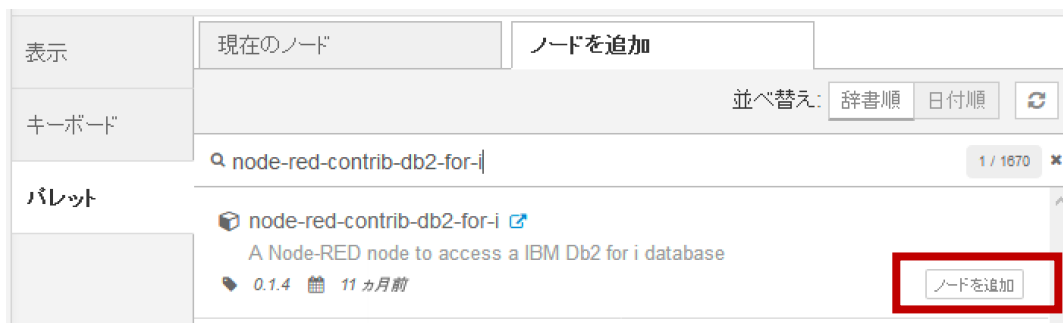 表示
キーボード
パレット
現在のノード
ノードを追加
並べ替え: 辞書順 日付順
node-red-contrib-db2-for-i
1 / 1670
node-red-contrib-db2-for-i
A Node-RED node to access a IBM Db2 for i database
0.1.4 11 ヵ月前
ノードを追加